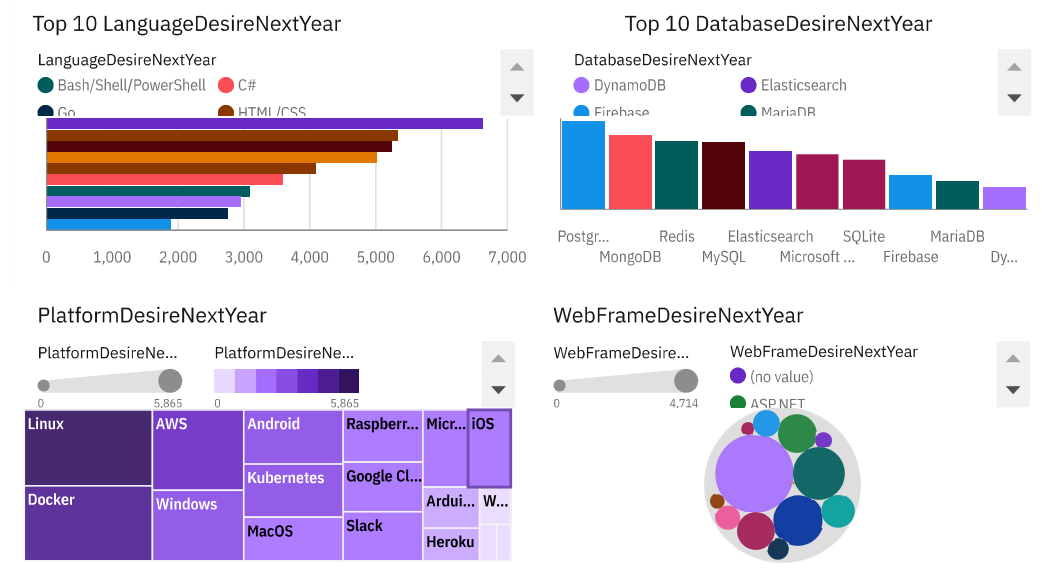 Top 10 LanguageDesireNextYear
LanguageDesireNextYear
Bash/Shell/PowerShell C#
Go HTML/CSS
0 1,000 2,000 3,000 4,000 5,000 6,000 7,000
Top 10 DatabaseDesireNextYear
DatabaseDesireNextYear
DynamoDB Elasticsearch
Firebase MariaDB
Postgr... Redis Elasticsearch SQLite MariaDB
MongoDB MySQL Microsoft ... Firebase Dy...
PlatformDesireNextYear
PlatformDesireNe... PlatformDesireNe...
0 5,865 0 5,865
Linux AWS Android Raspberr... Micr... iOS
Kubernetes Google Cl...
Docker Windows Ardui... W...
MacOS Slack Heroku
WebFrameDesireNextYear
WebFrameDesire... WebFrameDesireNextYear
(no value)
0 4,714 ASP.NET